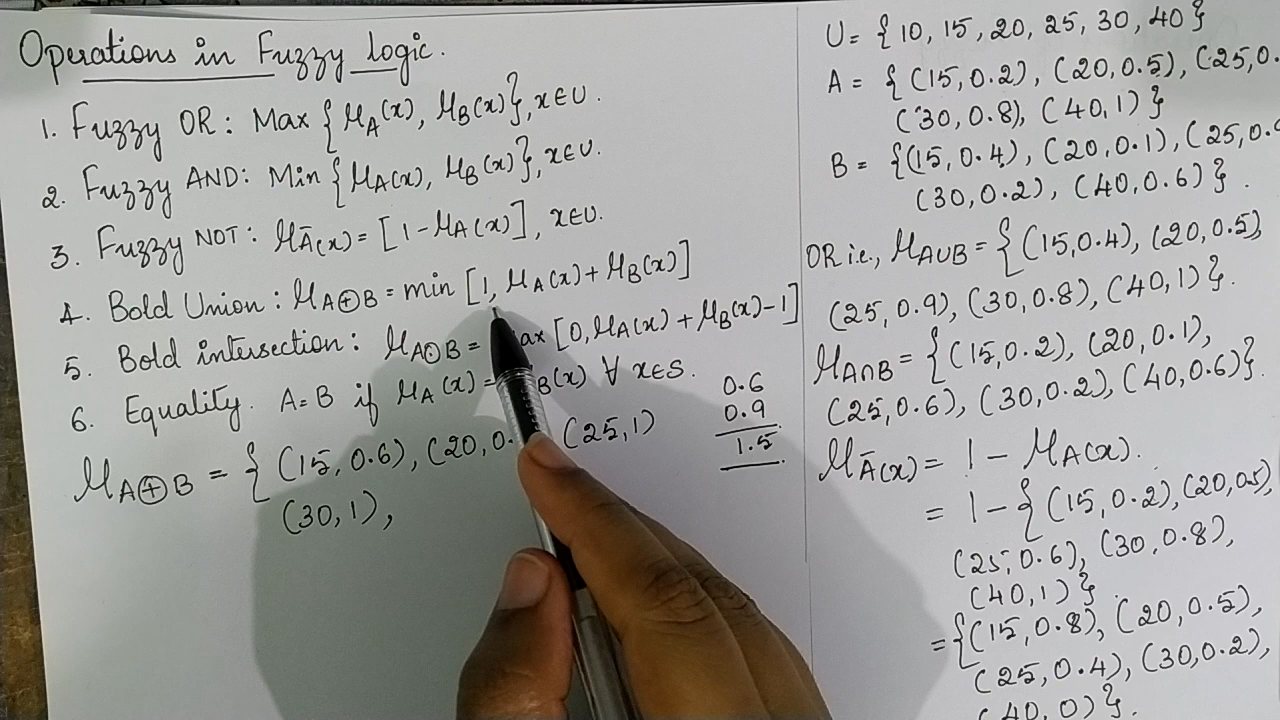 Operations in Fuzzy logic.
1. Fuzzy OR: Max {μA(x), μB(x)}, x∈U.
2. Fuzzy AND: Min {μA(x), μB(x)}, x∈U.
3. Fuzzy NOT: μĀ(x) = [1 - μA(x)], x∈U.
4. Bold Union: μA⊕B = min [1, μA(x) + μB(x)]
5. Bold intersection: μA⊙B = ax [0, μA(x) + μB(x) - 1]
6. Equality. A=B if μA(x) = B(x) ∀ x∈S.
0.6
0.9
1.5
μA⊕B = { (15, 0.6), (20, 0. (25, 1)
(30, 1),
U = { 10, 15, 20, 25, 30, 40 }
A = { (15, 0.2), (20, 0.5), (25, 0.
(30, 0.8), (40, 1) }
B = {(15, 0.4), (20, 0.1), (25, 0.
(30, 0.2), (40, 0.6) } .
OR i.e., μA∪B = { (15, 0.4), (20, 0.5)
(25, 0.9), (30, 0.8), (40, 1) }.
μA∩B = { (15, 0.2), (20, 0.1),
(25, 0.6), (30, 0.2), (40, 0.6) }.
μĀ(x) = 1 - μA(x).
= 1 - { (15, 0.2), (20, 0.5),
(25, 0.6), (30, 0.8),
(40, 1) }.
= {(15, 0.8), (20, 0.5),
(25, 0.4), (30, 0.2),
(40, 0) }.